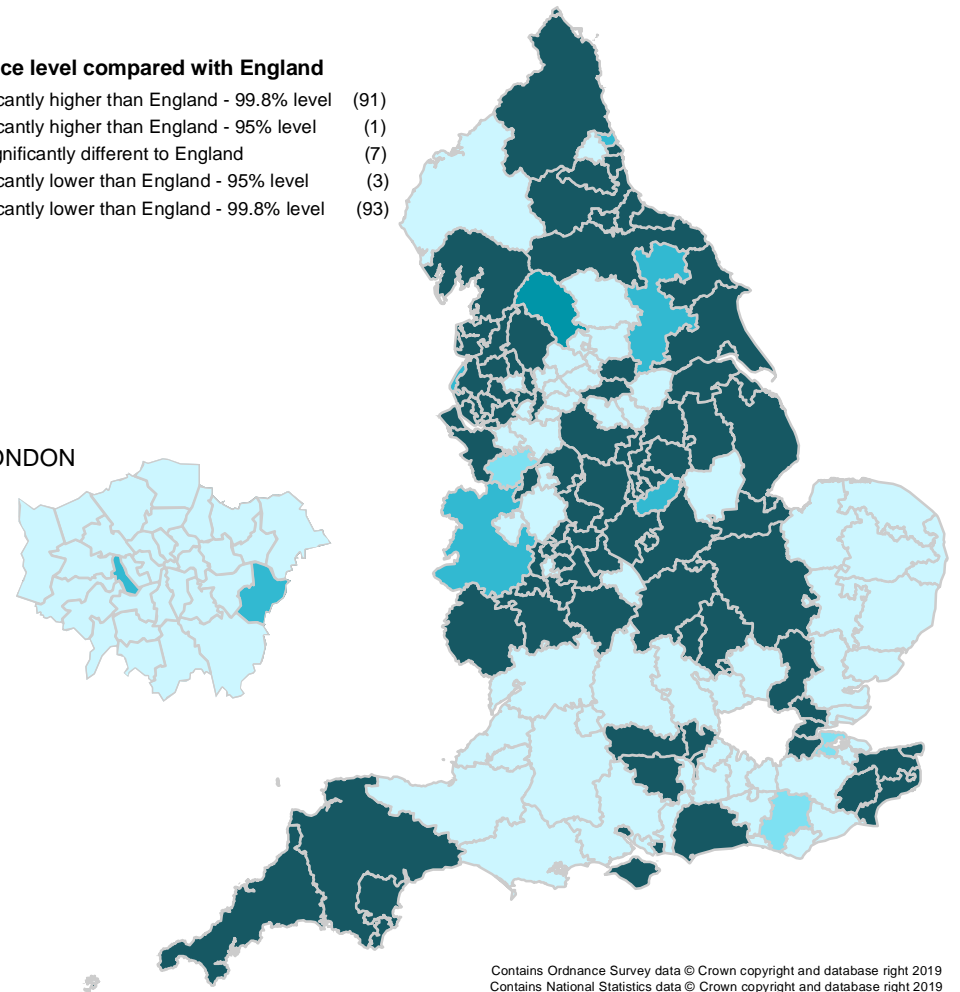 ce level compared with England
cantly higher than England - 99.8% level (91)
cantly higher than England - 95% level (1)
gnificantly different to England (7)
cantly lower than England - 95% level (3)
cantly lower than England - 99.8% level (93)
ONDON
Contains Ordnance Survey data © Crown copyright and database right 2019
Contains National Statistics data © Crown copyright and database right 2019